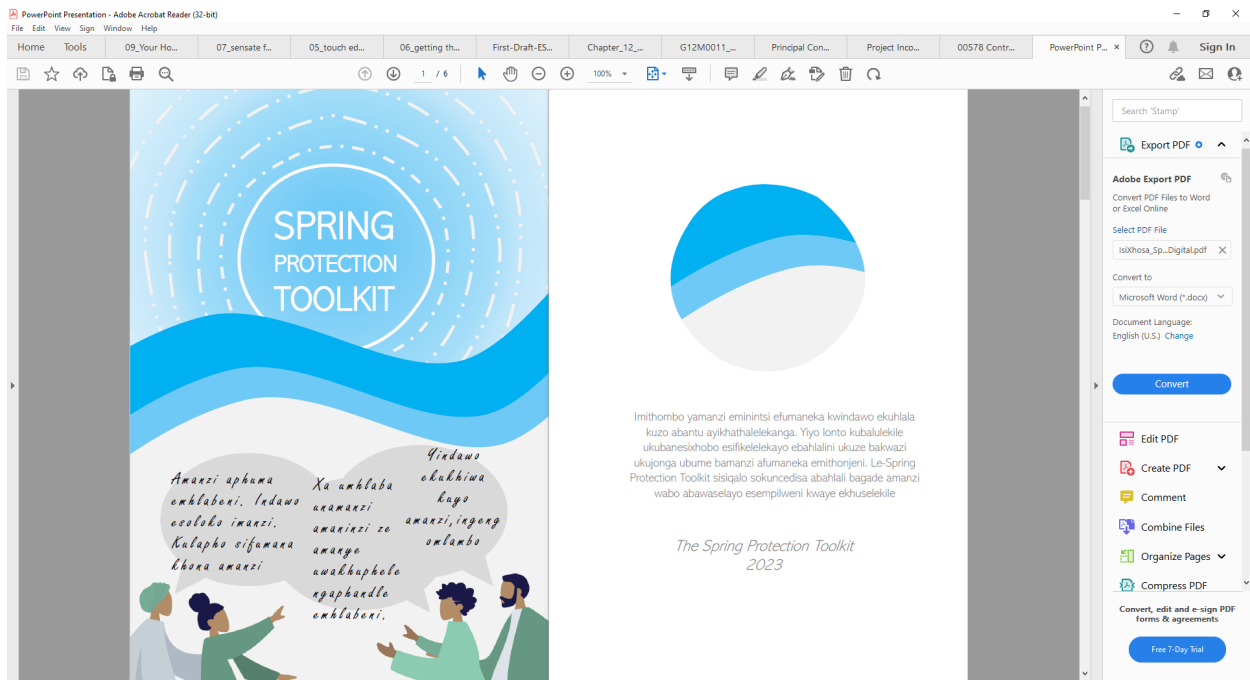 PowerPoint Presentation - Adobe Acrobat Reader (32-bit)
File Edit View Sign Window Help
Home Tools 09_Your Ho... 07_sensate f... 05_touch ed... 06_getting th... First-Draft-ES... Chapter_12_... G12M0011_... Principal Con... Project Inco... 00578 Contr... PowerPoint P... Sign In
1 / 6 100%
SPRING
PROTECTION
TOOLKIT
Amanzi aphuma
emhlabeni. Indawo
esoloko imanzi.
Kulapho sifumana
khona amanzi
Xa umhlaba
unamanzi
amaninzi ze
amanye
uwakhuphele
ngaphandle
emhlabeni.
Yindawo
ekukhiwa
kuyo
amanzi,ingeng
omlambo
Imithombo yamanzi eminintsi efumaneka kwindawo ekuhlala
kuzo abantu ayikhathalelekanga. Yiyo lonto kubalulekile
ukubanesixhobo esifikelelekayo ebahlalini ukuze bakwazi
ukujonga ubume bamanzi afumaneka emithonjeni. Le-Spring
Protection Toolkit sisiqalo sokuncedisa abahlali bagade amanzi
wabo abawaselayo esempilweni kwaye ekhuselekile
The Spring Protection Toolkit
2023
Search 'Stamp'
Export PDF
Adobe Export PDF
Convert PDF Files to Word
or Excel Online
Select PDF File
IsiXhosa_Sp...Digital.pdf
Convert to
Microsoft Word (*.docx)
Document Language:
English (U.S.) Change
Convert
Edit PDF
Create PDF
Comment
Combine Files
Organize Pages
Compress PDF
Convert, edit and e-sign PDF
forms & agreements
Free 7-Day Trial